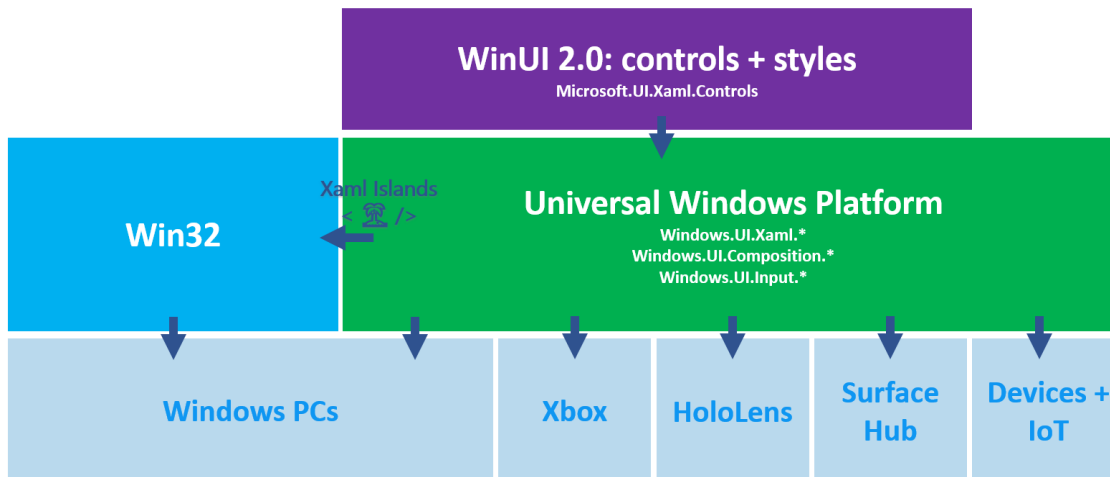 WinUI 2.0: controls + styles
Microsoft.UI.Xaml.Controls
Xaml Islands
< />
Win32
Universal Windows Platform
Windows.UI.Xaml.*
Windows.UI.Composition.*
Windows.UI.Input.*
Windows PCs
Xbox
HoloLens
Surface
Hub
Devices +
IoT